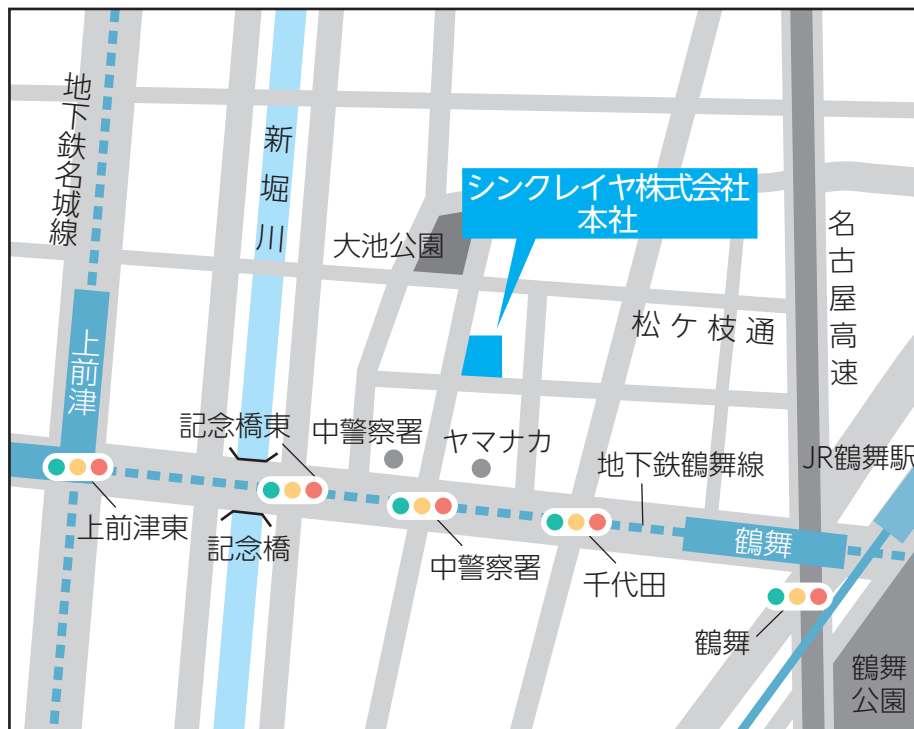 地下鉄名城線
新堀川
シンクレイヤ株式会社
本社
大池公園
名古屋高速
松ケ枝通
上前津
記念橋東
中警察署
ヤマナカ
地下鉄鶴舞線
JR鶴舞駅
上前津東
記念橋
中警察署
千代田
鶴舞
鶴舞
鶴舞
公園